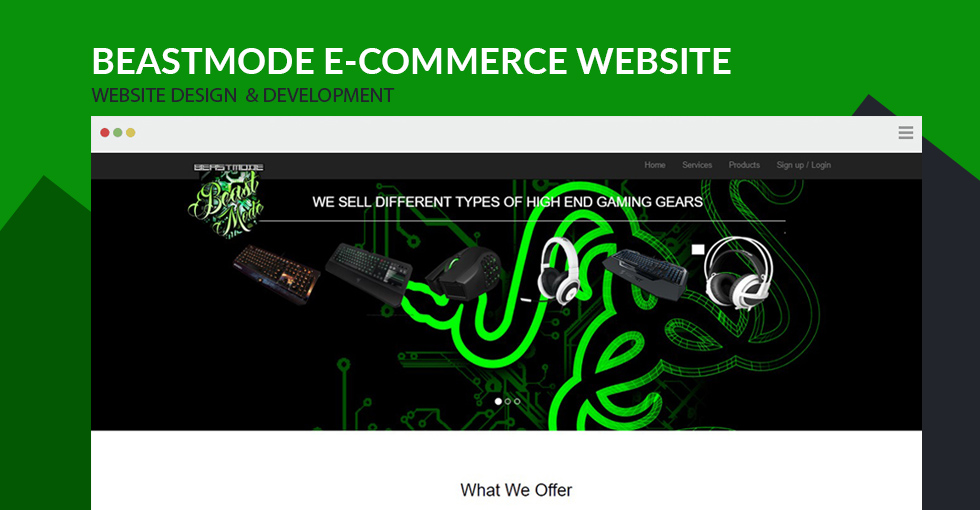 BEASTMODE E-COMMERCE WEBSITE
WEBSITE DESIGN & DEVELOPMENT
BEASTMODE
Home Services Products Sign up / Login
Beast
Mode
WE SELL DIFFERENT TYPES OF HIGH END GAMING GEARS
What We Offer